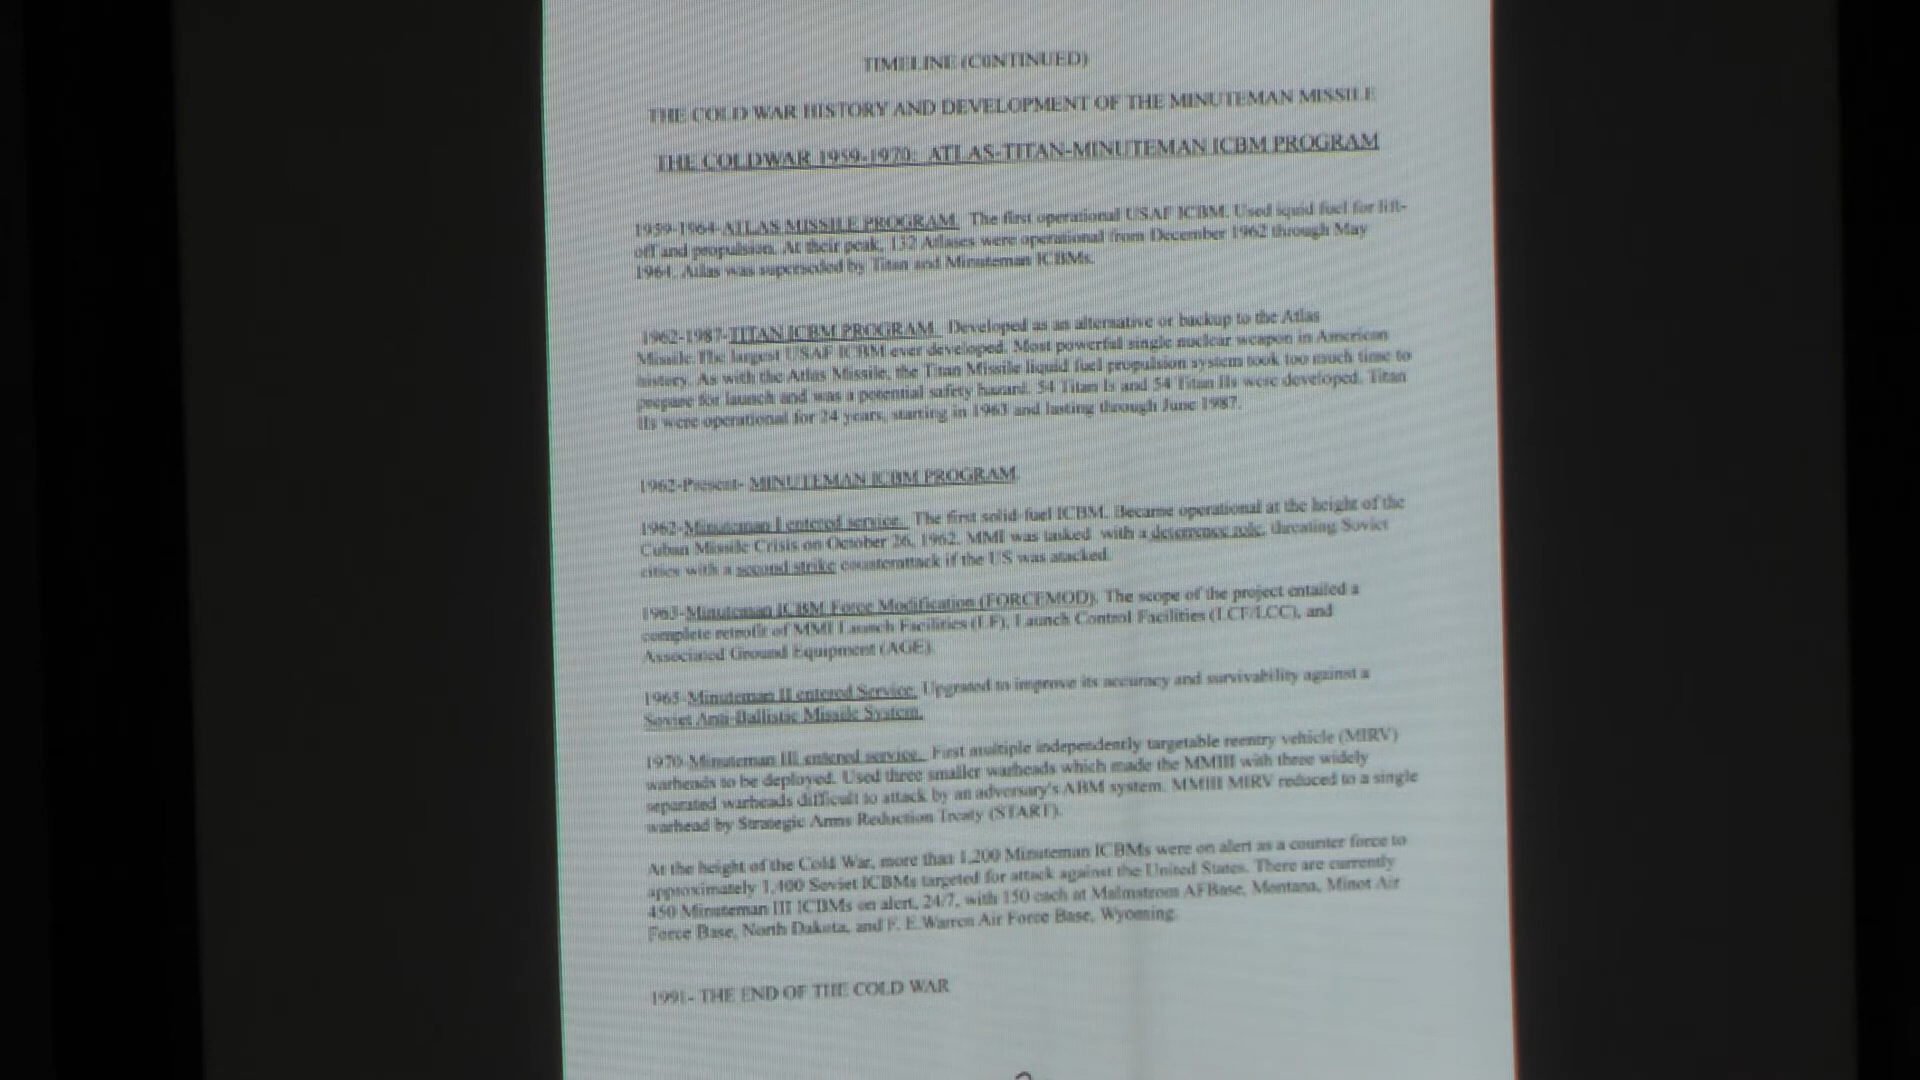 TIMELINE (CONTINUED)
THE COLD WAR HISTORY AND DEVELOPMENT OF THE MINUTEMAN MISSILE
THE COLDWAR 1959-1970: ATLAS-TITAN-MINUTEMAN ICBM PROGRAM
1959-1964-ATLAS MISSILE PROGRAM. The first operational USAF ICBM. Used iquid fuel for lift-
off and propulsion. At their peak, 132 Atlases were operational from December 1962 through May
1964. Atlas was superseded by Titan and Minuteman ICBMs.
1962-1987-TITAN ICBM PROGRAM. Developed as an alternative or backup to the Atlas
Missile. The largest USAF ICBM ever developed. Most powerful single nuclear weapon in American
history. As with the Atlas Missile, the Titan Missile liquid fuel propulsion system took too much time to
prepare for launch and was a potential safety hazard. 54 Titan Is and 54 Titan IIs were developed. Titan
IIs were operational for 24 years, starting in 1963 and lasting through June 1987.
1962-Present- MINUTEMAN ICBM PROGRAM.
1962-Minuteman I entered service. The first solid fuel ICBM. Became operational at the height of the
Cuban Missile Crisis on October 26, 1962. MMI was tasked with a deterrence role, threating Soviet
cities with a second strike counterattack if the US was atacked.
Minuteman ICBM Force Modification (FORCEMOD). The scope of the project entailed a
complete retrofit of MMI Launch Facilities (LF), Launch Control Facilities (LCF/LCC), and
Associated Ground Equipment (AGE).
1965-Minuteman II entered Service. Upgrated to improve its accuracy and survivability against a
Soviet Anti-Ballistic Missile System.
1970-Minuteman III entered service. First multiple independently targetable reentry vehicle (MIRV)
warheads to be deployed. Used three smaller warheads which made the MMIII with three widely
separated warheads difficult to attack by an adversary's ABM system. MMIII MIRV reduced to a single
warhead by Strategic Arms Reduction Treaty (START).
At the height of the Cold War, more than 1,200 Minuteman ICBMs were on alert as a counter force to
approximately 1,400 Soviet ICBMs targeted for attack against the United States. There are currently
450 Minuteman III ICBMs on alert, 24/7, with 150 each at Malmstrom AFBase, Montana, Minot Air
Force Base, North Dakota, and F. E. Warren Air Force Base, Wyoming.
1991- THE END OF THE COLD WAR